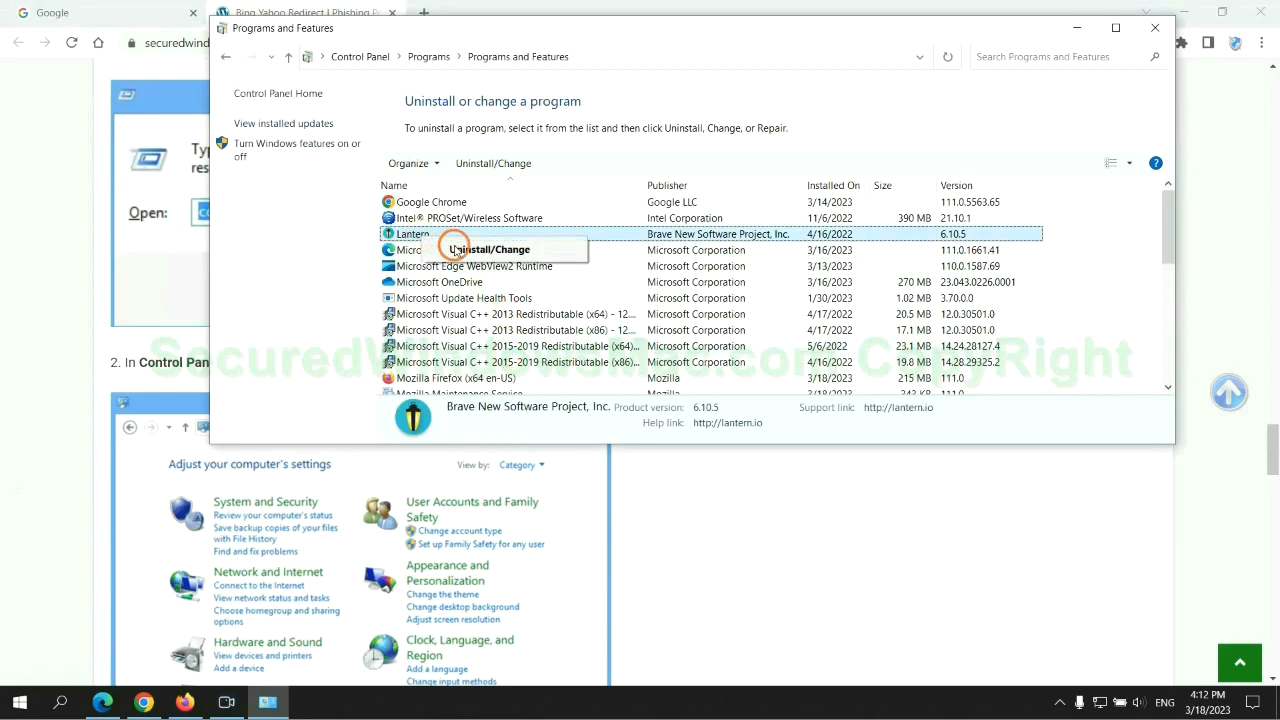 Google
Bing Yahoo Redirect | Phishing
securedwind
Programs and Features
Control Panel
Programs
Programs and Features
Search Programs and Features
Control Panel Home
View installed updates
Turn Windows features on or
off
Uninstall or change a program
To uninstall a program, select it from the list and then click Uninstall, Change, or Repair.
Organize
Uninstall/Change
Name Publisher Installed On Size Version
Google Chrome Google LLC 3/14/2023 111.0.5563.65
Intel® PROSet/Wireless Software Intel Corporation 11/6/2022 390 MB 21.10.1
Lantern Brave New Software Project, Inc. 4/16/2022 6.10.5
Micro Microsoft Corporation 3/16/2023 111.0.1661.41
Uninstall/Change
Microsoft Edge WebView2 Runtime Microsoft Corporation 3/13/2023 110.0.1587.69
Microsoft OneDrive Microsoft Corporation 3/16/2023 270 MB 23.043.0226.0001
Microsoft Update Health Tools Microsoft Corporation 1/30/2023 1.02 MB 3.70.0.0
Microsoft Visual C++ 2013 Redistributable (x64) - 12.... Microsoft Corporation 4/17/2022 20.5 MB 12.0.30501.0
Microsoft Visual C++ 2013 Redistributable (x86) - 12.... Microsoft Corporation 4/17/2022 17.1 MB 12.0.30501.0
Microsoft Visual C++ 2015-2019 Redistributable (x64)... Microsoft Corporation 5/6/2022 23.1 MB 14.24.28127.4
Microsoft Visual C++ 2015-2019 Redistributable (x86)... Microsoft Corporation 4/16/2022 19.8 MB 14.28.29325.2
Mozilla Firefox (x64 en-US) Mozilla 3/18/2023 215 MB 111.0
Mozilla Maintenance Service Mozilla 3/18/2023 343 KB 111.0
Brave New Software Project, Inc. Product version: 6.10.5 Support link: http://lantern.io
Help link: http://lantern.io
Ty
res
Open:
2. In Control Pan
Adjust your computer's settings
View by: Category
System and Security
Review your computer's status
Save backup copies of your files
with File History
Find and fix problems
User Accounts and Family
Safety
Change account type
Set up Family Safety for any user
Network and Internet
Connect to the Internet
View network status and tasks
Choose homegroup and sharing
options
Appearance and
Personalization
Change the theme
Change desktop background
Adjust screen resolution
Hardware and Sound
View devices and printers
Add a device
Clock, Language, and
Region
Add a language
Change input methods
ENG
4:12 PM
3/18/2023